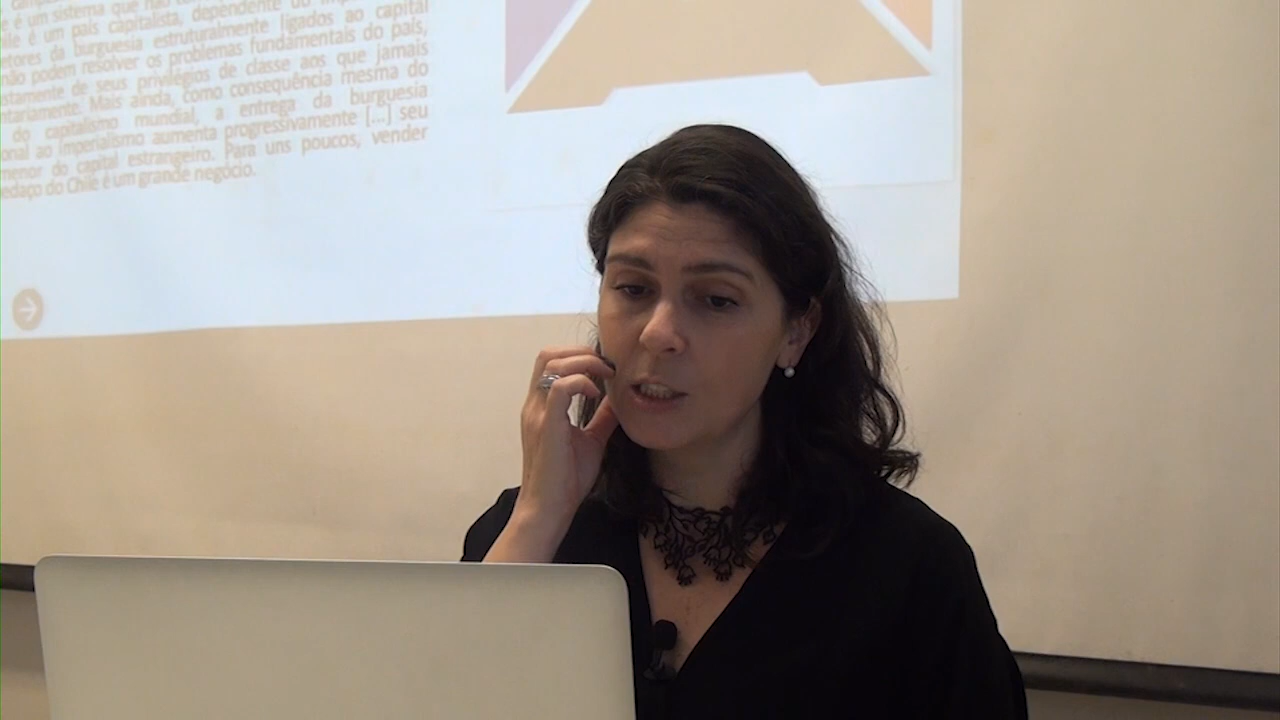 é um sistema que não
é um país capitalista, dependente do
tores da burguesia estruturalmente ligados ao capital
não podem resolver os problemas fundamentais do país,
ustamente de seus privilégios de classe aos que jamais
ntariamente. Mais ainda, como consequência mesma do
do capitalismo mundial, a entrega da burguesia
onal ao imperialismo aumenta progressivamente [...] seu
menor do capital estrangeiro. Para uns poucos, vender
edaço do Chile é um grande negócio.